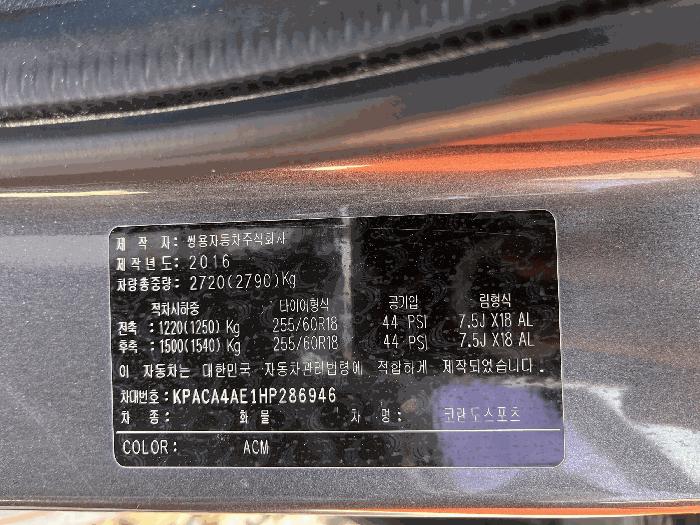 제 작 자: 쌍용자동차주식회사
제작년도: 2016
차량총중량: 2720(2790)Kg
적차시하중 타이어형식 공기압 림형식
전축 : 1220(1250) Kg 255/60R18 44 PSI 7.5J X18 AL
후축 : 1500(1540) Kg 255/60R18 44 PSI 7.5J X18 AL
이 자동차는 대한민국 자동차관리법령에 적합하게 제작되었습니다.
차대번호: KPACA4AE1HP286946
차 종: 화 물 차 명: 코란도스포츠
COLOR: ACM